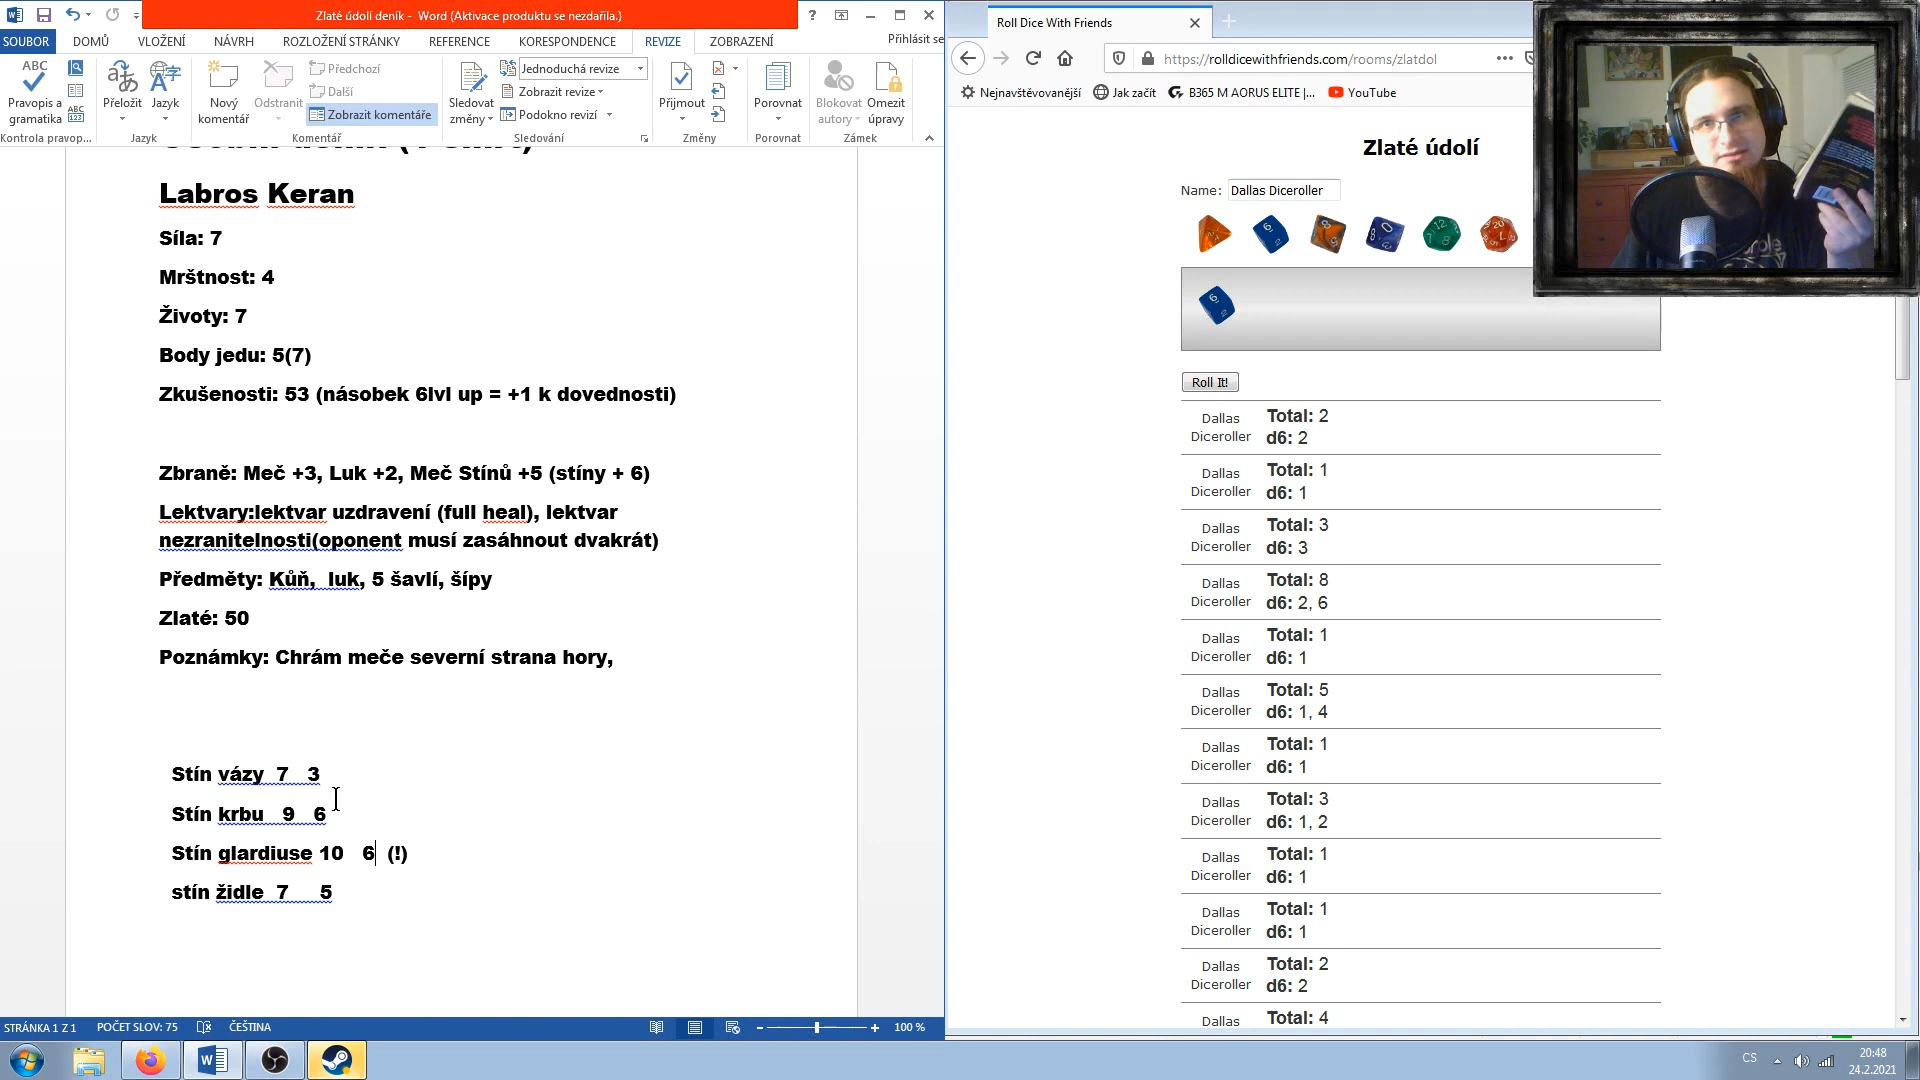 Zlaté údolí deník - Word (Aktivace produktu se nezdařila.)
SOUBOR DOMŮ VLOŽENÍ NÁVRH ROZLOŽENÍ STRÁNKY REFERENCE KORESPONDENCE REVIZE ZOBRAZENÍ Přihlásit se
ABC
Pravopis a gramatika
ABC
123
Přeložit
Jazyk
Nový komentář
Odstranit
Předchozí
Další
Zobrazit komentáře
Sledovat změny
Jednoduchá revize
Zobrazit revize
Podokno revizí
Přijmout
Porovnat
Blokovat autory
Omezit úpravy
Kontrola pravop... Jazyk Komentář Sledování Změny Porovnat Zámek
Labros Keran
Síla: 7
Mrštnost: 4
Životy: 7
Body jedu: 5(7)
Zkušenosti: 53 (násobek 6lvl up = +1 k dovednosti)
Zbraně: Meč +3, Luk +2, Meč Stínů +5 (stíny + 6)
Lektvary:lektvar uzdravení (full heal), lektvar
nezranitelnosti(oponent musí zasáhnout dvakrát)
Předměty: Kůň, luk, 5 šavlí, šípy
Zlaté: 50
Poznámky: Chrám meče severní strana hory,
Stín vázy 7 3
Stín krbu 9 6
Stín glardiuse 10 6 (!)
stín židle 7 5
STRÁNKA 1 Z 1 POČET SLOV: 75 ČEŠTINA 100 %
Roll Dice With Friends
https://rolldicewithfriends.com/rooms/zlatdol
Nejnavštěvovanější Jak začít B365 M AORUS ELITE |... YouTube
Zlaté údolí
Name: Dallas Diceroller
Roll It!
Dallas Diceroller
Total: 2
d6: 2
Dallas Diceroller
Total: 1
d6: 1
Dallas Diceroller
Total: 3
d6: 3
Dallas Diceroller
Total: 8
d6: 2, 6
Dallas Diceroller
Total: 1
d6: 1
Dallas Diceroller
Total: 5
d6: 1, 4
Dallas Diceroller
Total: 1
d6: 1
Dallas Diceroller
Total: 3
d6: 1, 2
Dallas Diceroller
Total: 1
d6: 1
Dallas Diceroller
Total: 1
d6: 1
Dallas Diceroller
Total: 2
d6: 2
Dallas
Total: 4
CS
20:48
24.2.2021